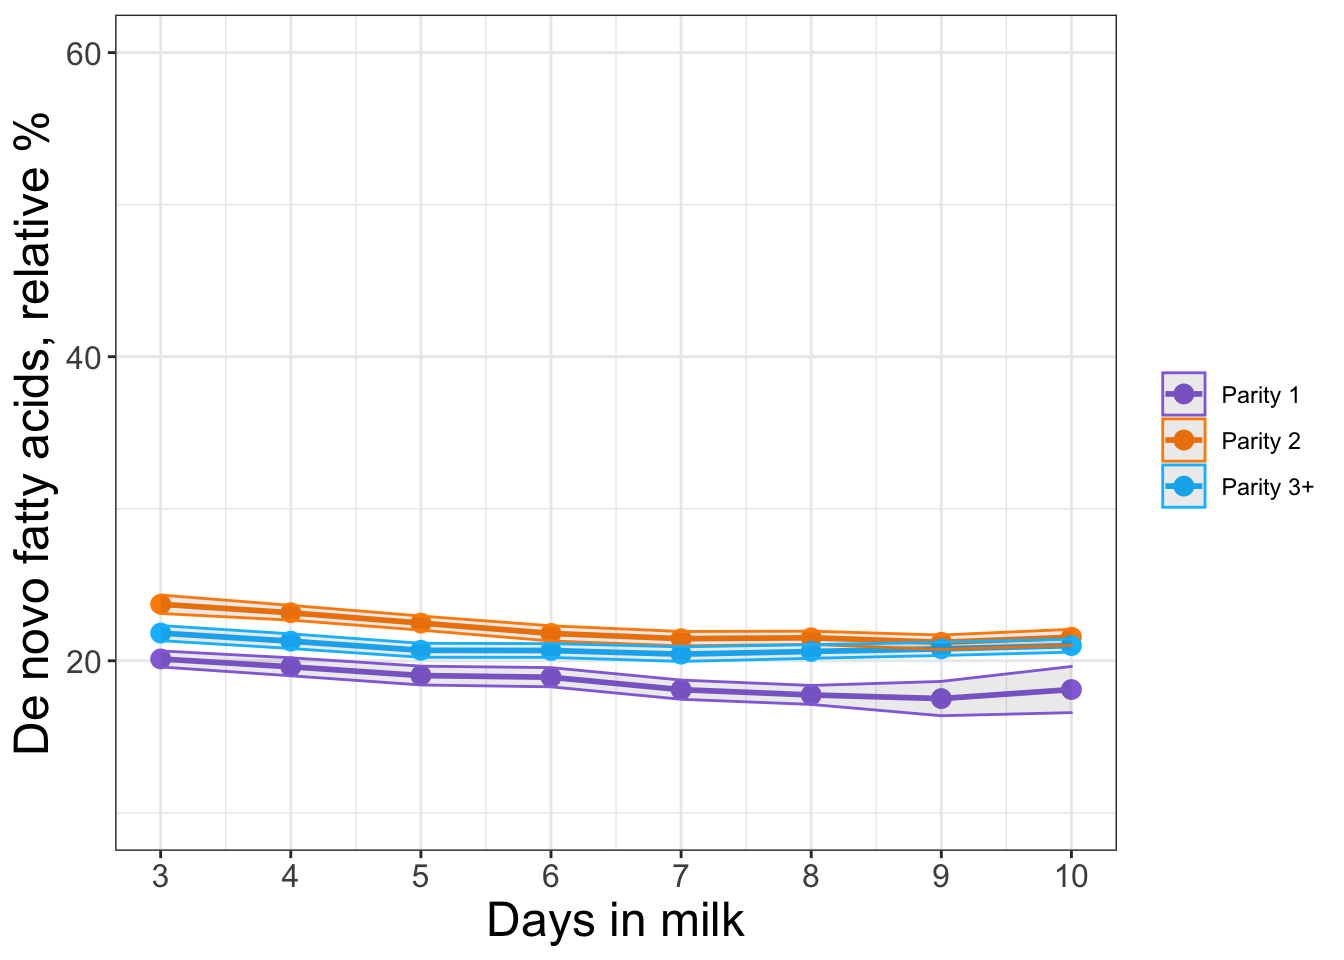 De novo fatty acids, relative %
60
40
20
3 4 5 6 7 8 9 10
Days in milk
Parity 1
Parity 2
Parity 3+